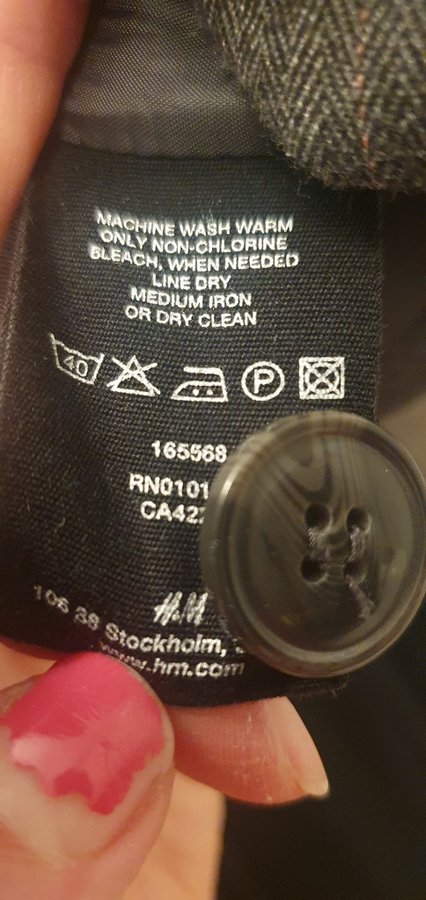 MACHINE WASH WARM
ONLY NON-CHLORINE
BLEACH, WHEN NEEDED
LINE DRY
MEDIUM IRON
OR DRY CLEAN
40
P
165568
RN0101
CA422
H&M
106 38 Stockholm,
www.hm.com